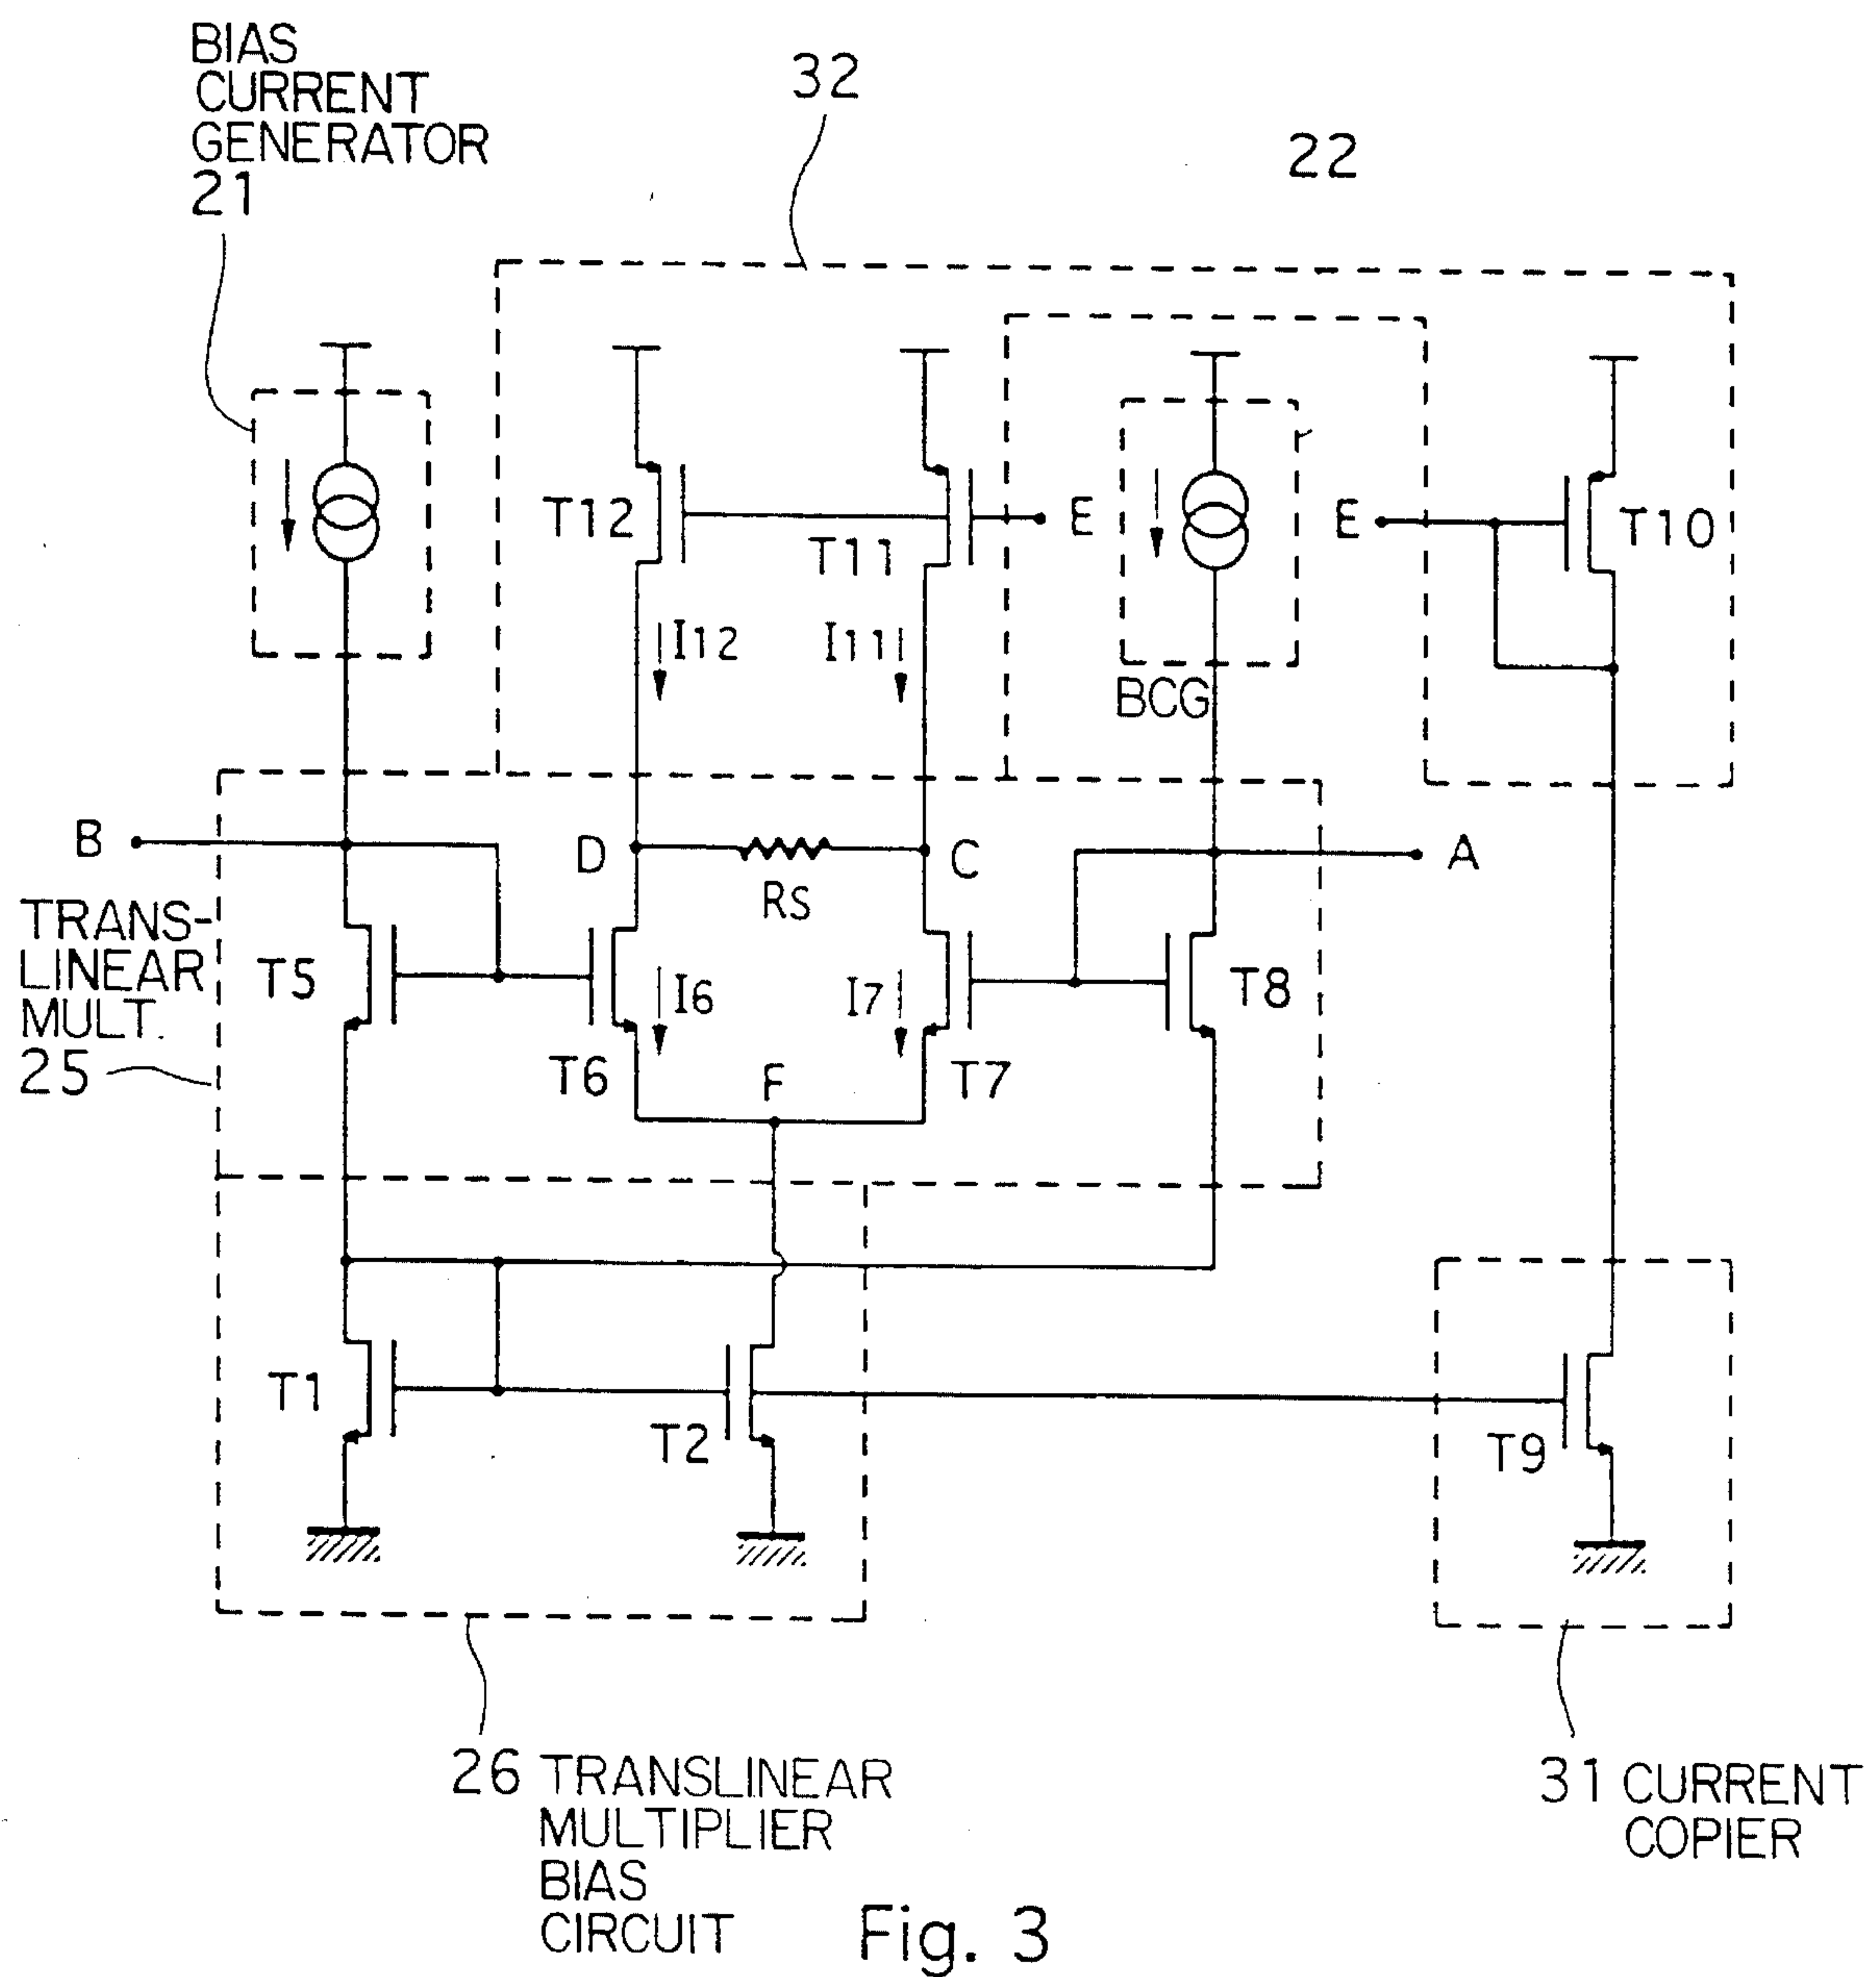 BIAS
CURRENT
GENERATOR
21
32
22
T12
T11
E
E
T10
I12
I11
BCG
B
D
C
A
RS
TRANS-
LINEAR
MULT.
25
T5
I6
I7
T8
T6
F
T7
T1
T2
T9
26 TRANSLINEAR
MULTIPLIER
BIAS
CIRCUIT
31 CURRENT
COPIER
Fig. 3